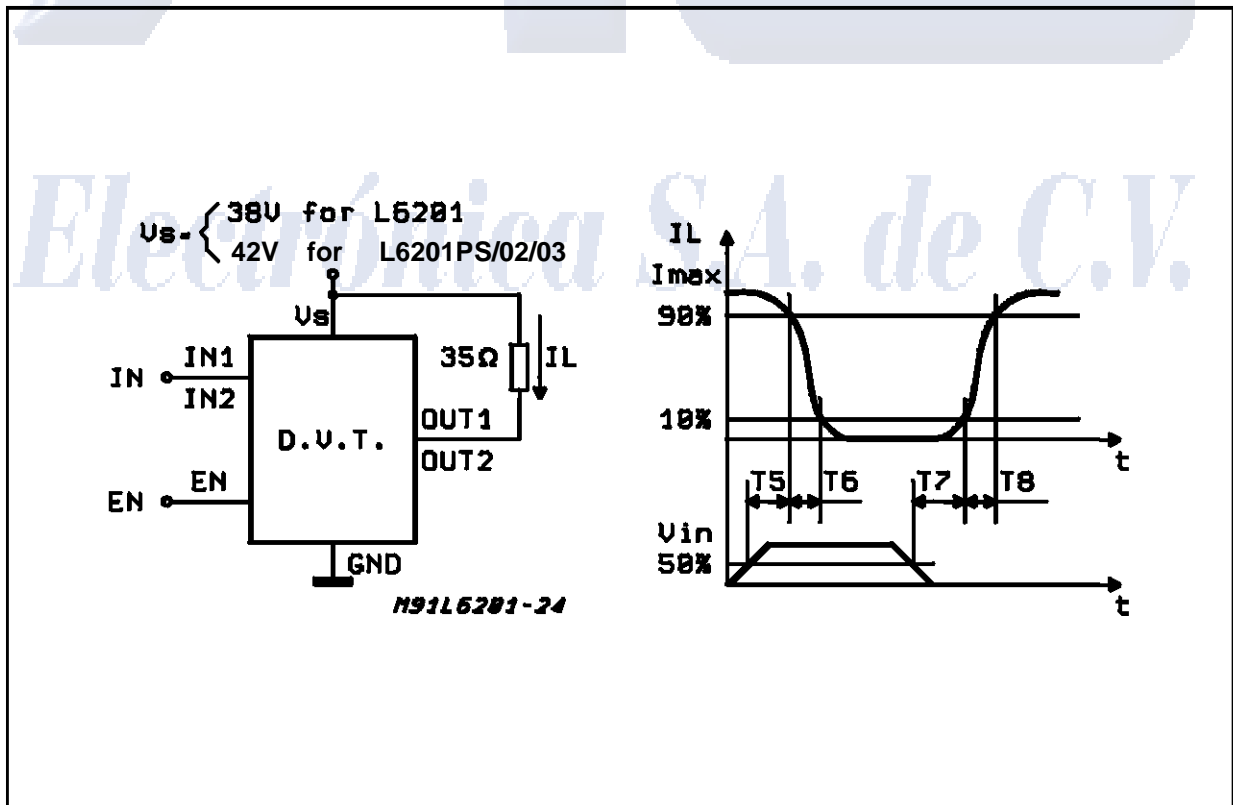 Electrónica S.A. de C.V.
Vs= 38V for L6201
42V for L6201PS/02/03
Vs
IN
IN1
IN2
35Ω
IL
D.U.T.
OUT1
OUT2
EN
EN
GND
M91L6201-24
IL
Imax
90%
10%
t
T5
T6
T7
T8
Vin
50%
t